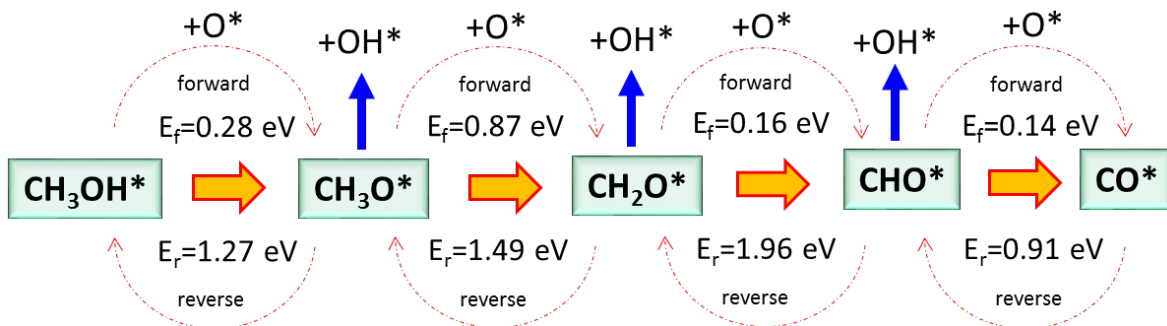 +O* +OH* +O* +OH* +O* +OH* +O*
forward forward forward forward
E_f=0.28 eV E_f=0.87 eV E_f=0.16 eV E_f=0.14 eV
CH₃OH* CH₃O* CH₂O* CHO* CO*
E_r=1.27 eV E_r=1.49 eV E_r=1.96 eV E_r=0.91 eV
reverse reverse reverse reverse